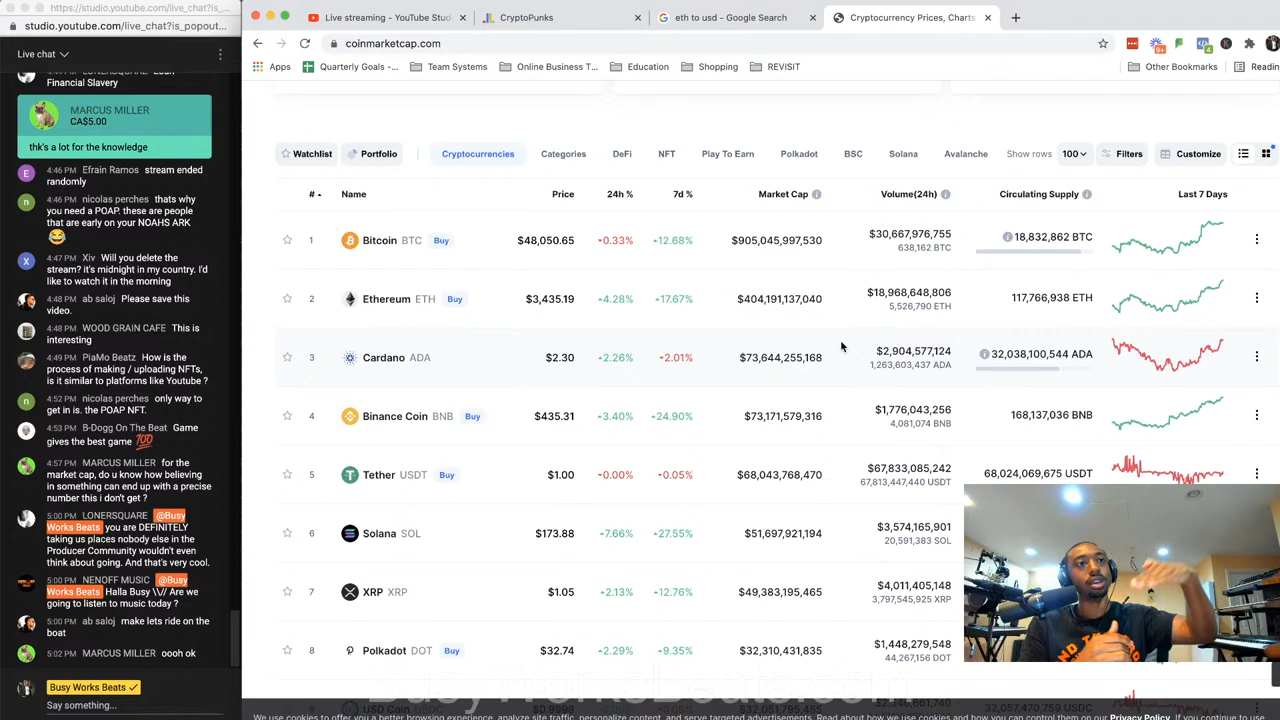 https://studio.youtube.com/live_chat?is_popout...
studio.youtube.com/live_chat?is_popout...
Live chat
Financial Slavery
MARCUS MILLER
CA$5.00
thk's a lot for the knowledge
4:46 PM Efrain Ramos stream ended
randomly
4:46 PM nicolas perches thats why
you need a POAP. these are people
that are early on your NOAHS ARK
😂
4:47 PM Xiv Will you delete the
stream? it's midnight in my country. I'd
like to watch it in the morning
4:48 PM ab saloj Please save this
video.
4:48 PM WOOD GRAIN CAFE This is
interesting
4:49 PM PiaMo Beatz How is the
process of making / uploading NFTs,
is it similar to platforms like Youtube ?
4:52 PM nicolas perches only way to
get in is. the POAP NFT.
4:53 PM B-Dogg On The Beat Game
gives the best game 💯
4:57 PM MARCUS MILLER for the
market cap, do u know how believing
in something can end up with a precise
number this i don't get ?
5:00 PM LONERSQUARE @Busy
Works Beats you are DEFINITELY
taking us places nobody else in the
Producer Community wouldn't even
think about going. And that's very cool.
5:00 PM NENOFF MUSIC @Busy
Works Beats Halla Busy \\// Are we
going to listen to music today ?
5:00 PM ab saloj make lets ride on the
boat
5:02 PM MARCUS MILLER oooh ok
Busy Works Beats ✓
Say something...
Live streaming - YouTube Studi
CryptoPunks
eth to usd - Google Search
Cryptocurrency Prices, Charts
coinmarketcap.com
Apps
Quarterly Goals -...
Team Systems
Online Business T...
Education
Shopping
REVISIT
Other Bookmarks
Readin
Watchlist
Portfolio
Cryptocurrencies
Categories
DeFi
NFT
Play To Earn
Polkadot
BSC
Solana
Avalanche
Show rows
100
Filters
Customize
# Name Price 24h % 7d % Market Cap Volume(24h) Circulating Supply Last 7 Days
1 Bitcoin BTC Buy $48,050.65 0.33% 12.68% $905,045,997,530 $30,667,976,755 18,832,862 BTC
638,162 BTC
2 Ethereum ETH Buy $3,435.19 4.28% 17.67% $404,191,137,040 $18,968,648,806 117,766,938 ETH
5,526,790 ETH
3 Cardano ADA $2.30 2.26% 2.01% $73,644,255,168 $2,904,577,124 32,038,100,544 ADA
1,263,603,437 ADA
4 Binance Coin BNB Buy $435.31 3.40% 24.90% $73,171,579,316 $1,776,043,256 168,137,036 BNB
4,081,074 BNB
5 Tether USDT Buy $1.00 0.00% 0.05% $68,043,768,470 $67,833,085,242 68,024,069,675 USDT
67,813,447,440 USDT
6 Solana SOL $173.88 7.66% 27.55% $51,697,921,194 $3,574,165,901
20,591,383 SOL
7 XRP XRP $1.05 2.13% 12.76% $49,383,185,465 $4,011,405,148
3,797,545,925 XRP
8 Polkadot DOT Buy $32.74 2.29% 9.35% $32,310,431,835 $1,448,279,548
44,267,156 DOT